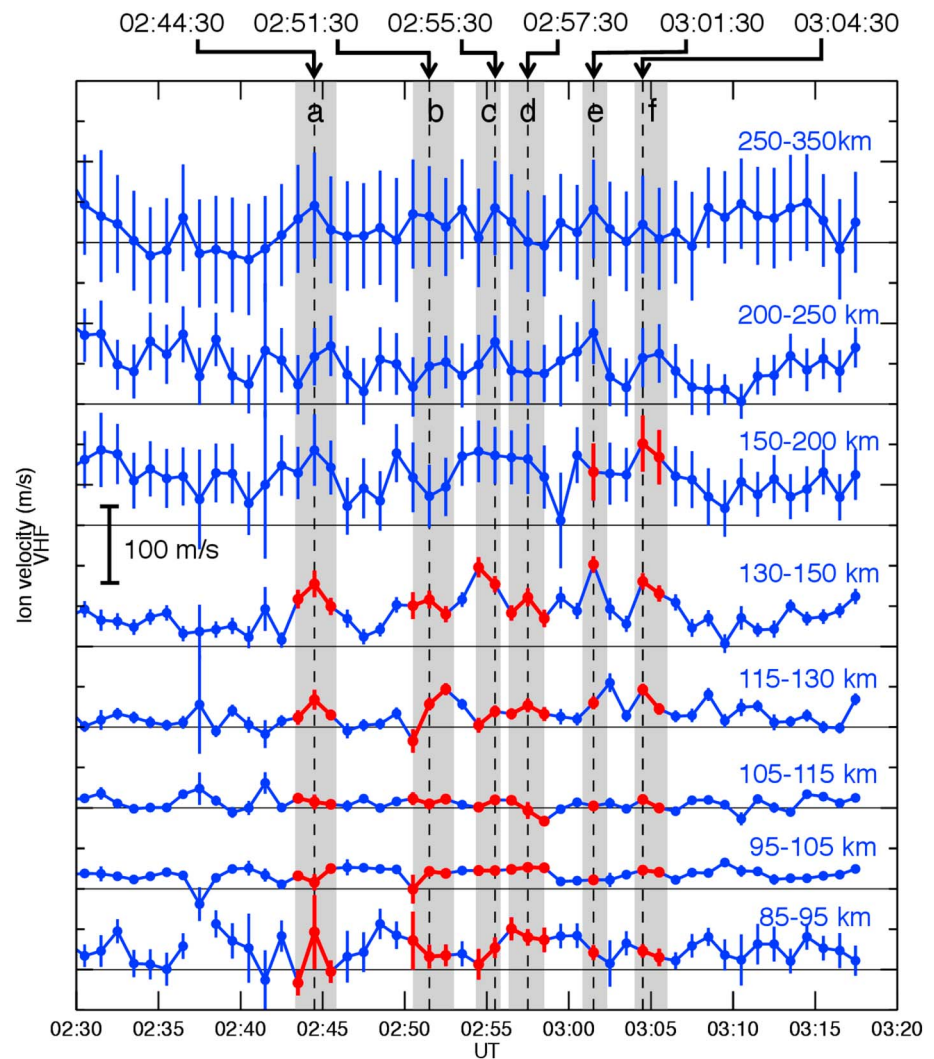 02:44:30 02:51:30 02:55:30 02:57:30 03:01:30 03:04:30
a b c d e f
250-350km
200-250 km
150-200 km
Ion velocity (m/s)
VHF
100 m/s
130-150 km
115-130 km
105-115 km
95-105 km
85-95 km
02:30 02:35 02:40 02:45 02:50 02:55 03:00 03:05 03:10 03:15 03:20
UT